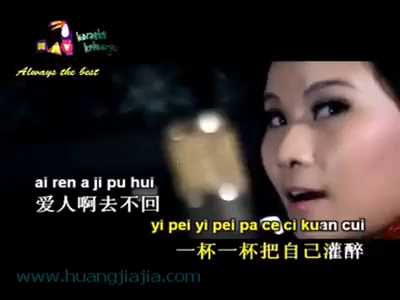 karaoke
keluarga
Always the best
ai ren a ji pu hui
爱人啊去不回
yi pei yi pei pa ce ci kuan cui
一杯一杯把自己灌醉
www.huangjiajia.com